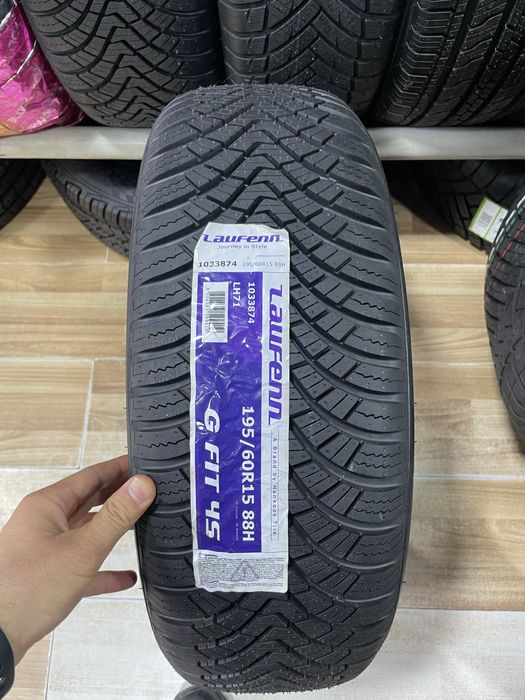 Laufenn
Journey in Style
1033874 195/60R15 88H
1033874
LH71
Laufenn
195/60R15 88H
G FIT 4S
A Brand by Hankook Tire